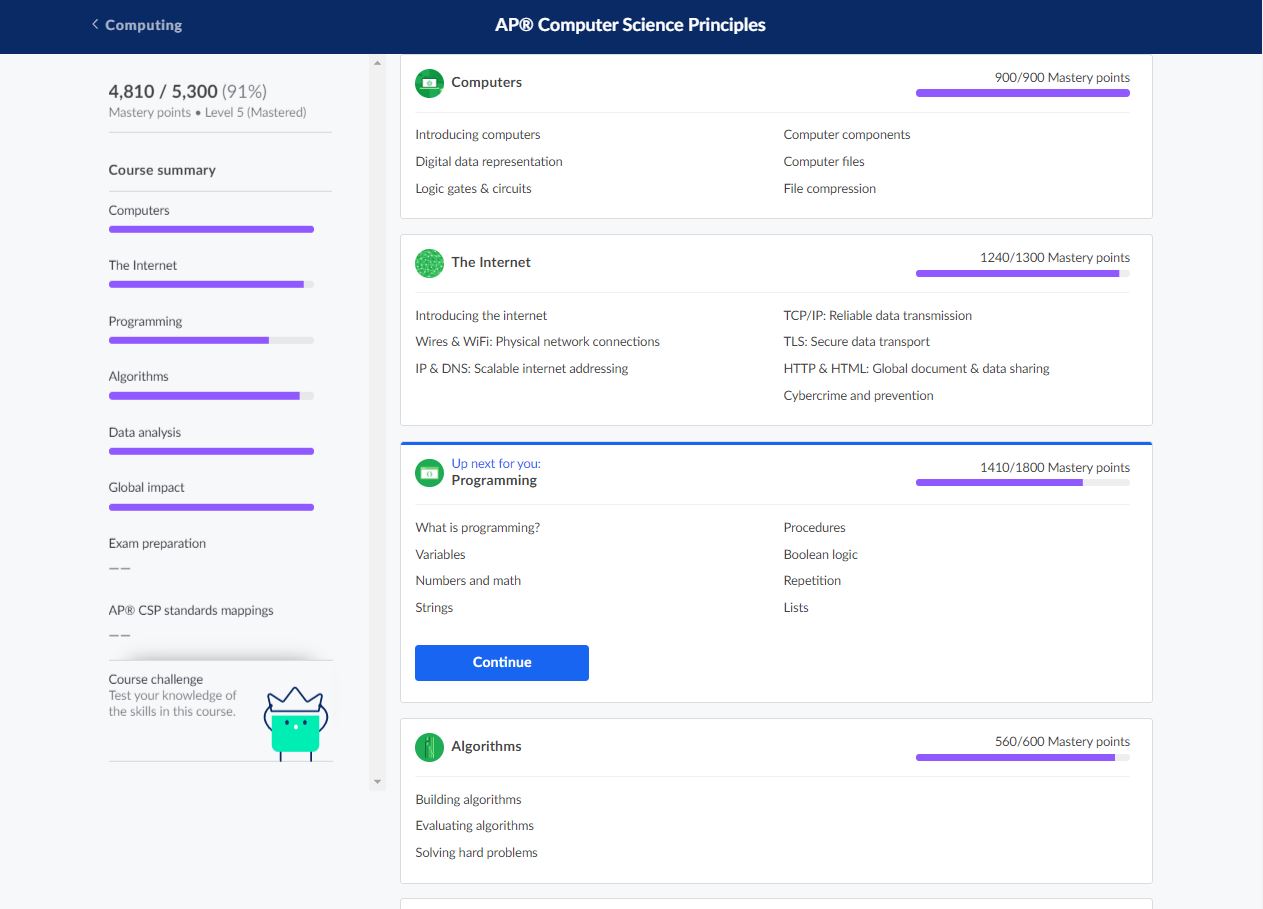 Computing
AP® Computer Science Principles
4,810 / 5,300 (91%)
Mastery points • Level 5 (Mastered)
Course summary
Computers
The Internet
Programming
Algorithms
Data analysis
Global impact
Exam preparation
——
AP® CSP standards mappings
——
Course challenge
Test your knowledge of
the skills in this course.
Computers
900/900 Mastery points
Introducing computers
Digital data representation
Logic gates & circuits
Computer components
Computer files
File compression
The Internet
1240/1300 Mastery points
Introducing the internet
Wires & WiFi: Physical network connections
IP & DNS: Scalable internet addressing
TCP/IP: Reliable data transmission
TLS: Secure data transport
HTTP & HTML: Global document & data sharing
Cybercrime and prevention
Up next for you:
Programming
1410/1800 Mastery points
What is programming?
Variables
Numbers and math
Strings
Procedures
Boolean logic
Repetition
Lists
Continue
Algorithms
560/600 Mastery points
Building algorithms
Evaluating algorithms
Solving hard problems